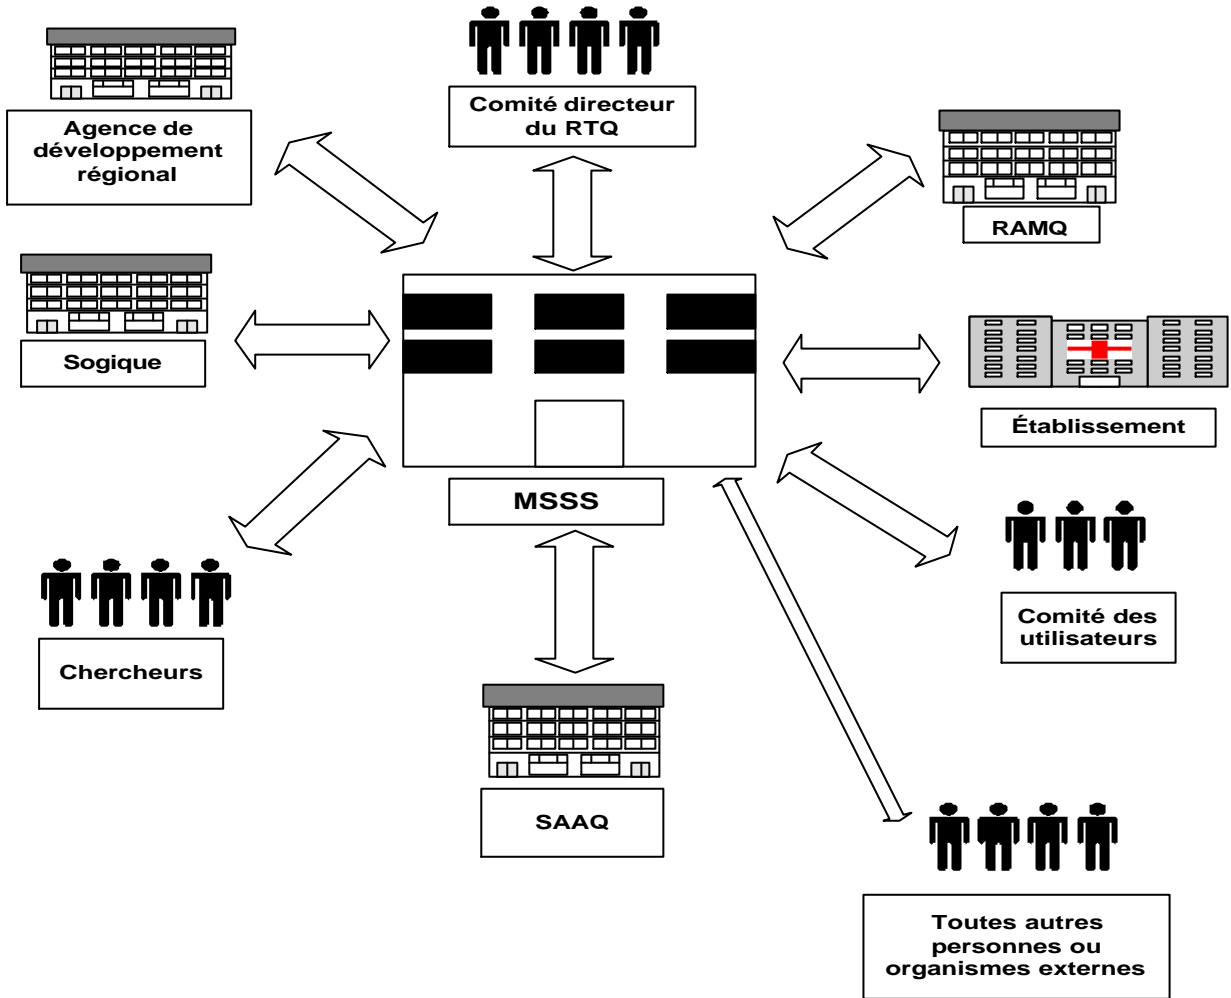 Comité directeur
du RTQ
Agence de
développement
régional
RAMQ
Sogique
Établissement
MSSS
Comité des
utilisateurs
Chercheurs
SAAQ
Toutes autres
personnes ou
organismes externes